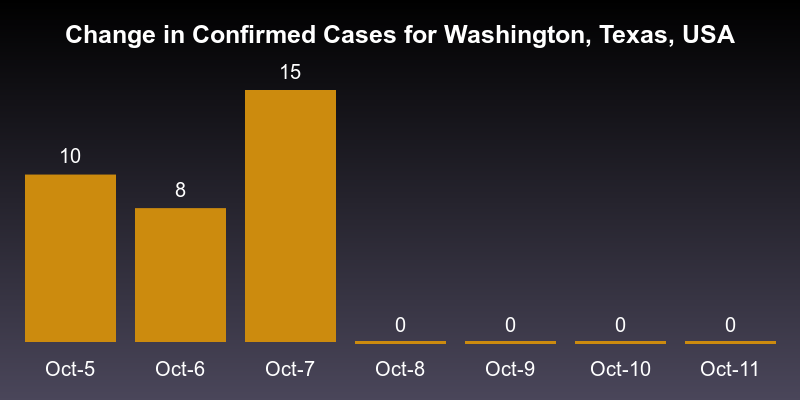 Change in Confirmed Cases for Washington, Texas, USA
15
10
8
0 0 0 0
Oct-5 Oct-6 Oct-7 Oct-8 Oct-9 Oct-10 Oct-11